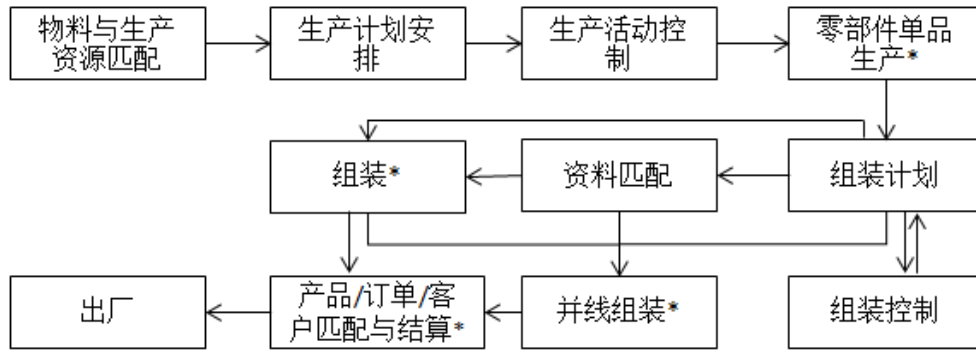 物料与生产
资源匹配
生产计划安
排
生产活动控
制
零部件单品
生产*
组装*
资料匹配
组装计划
出厂
产品/订单/客
户匹配与结算*
并线组装*
组装控制